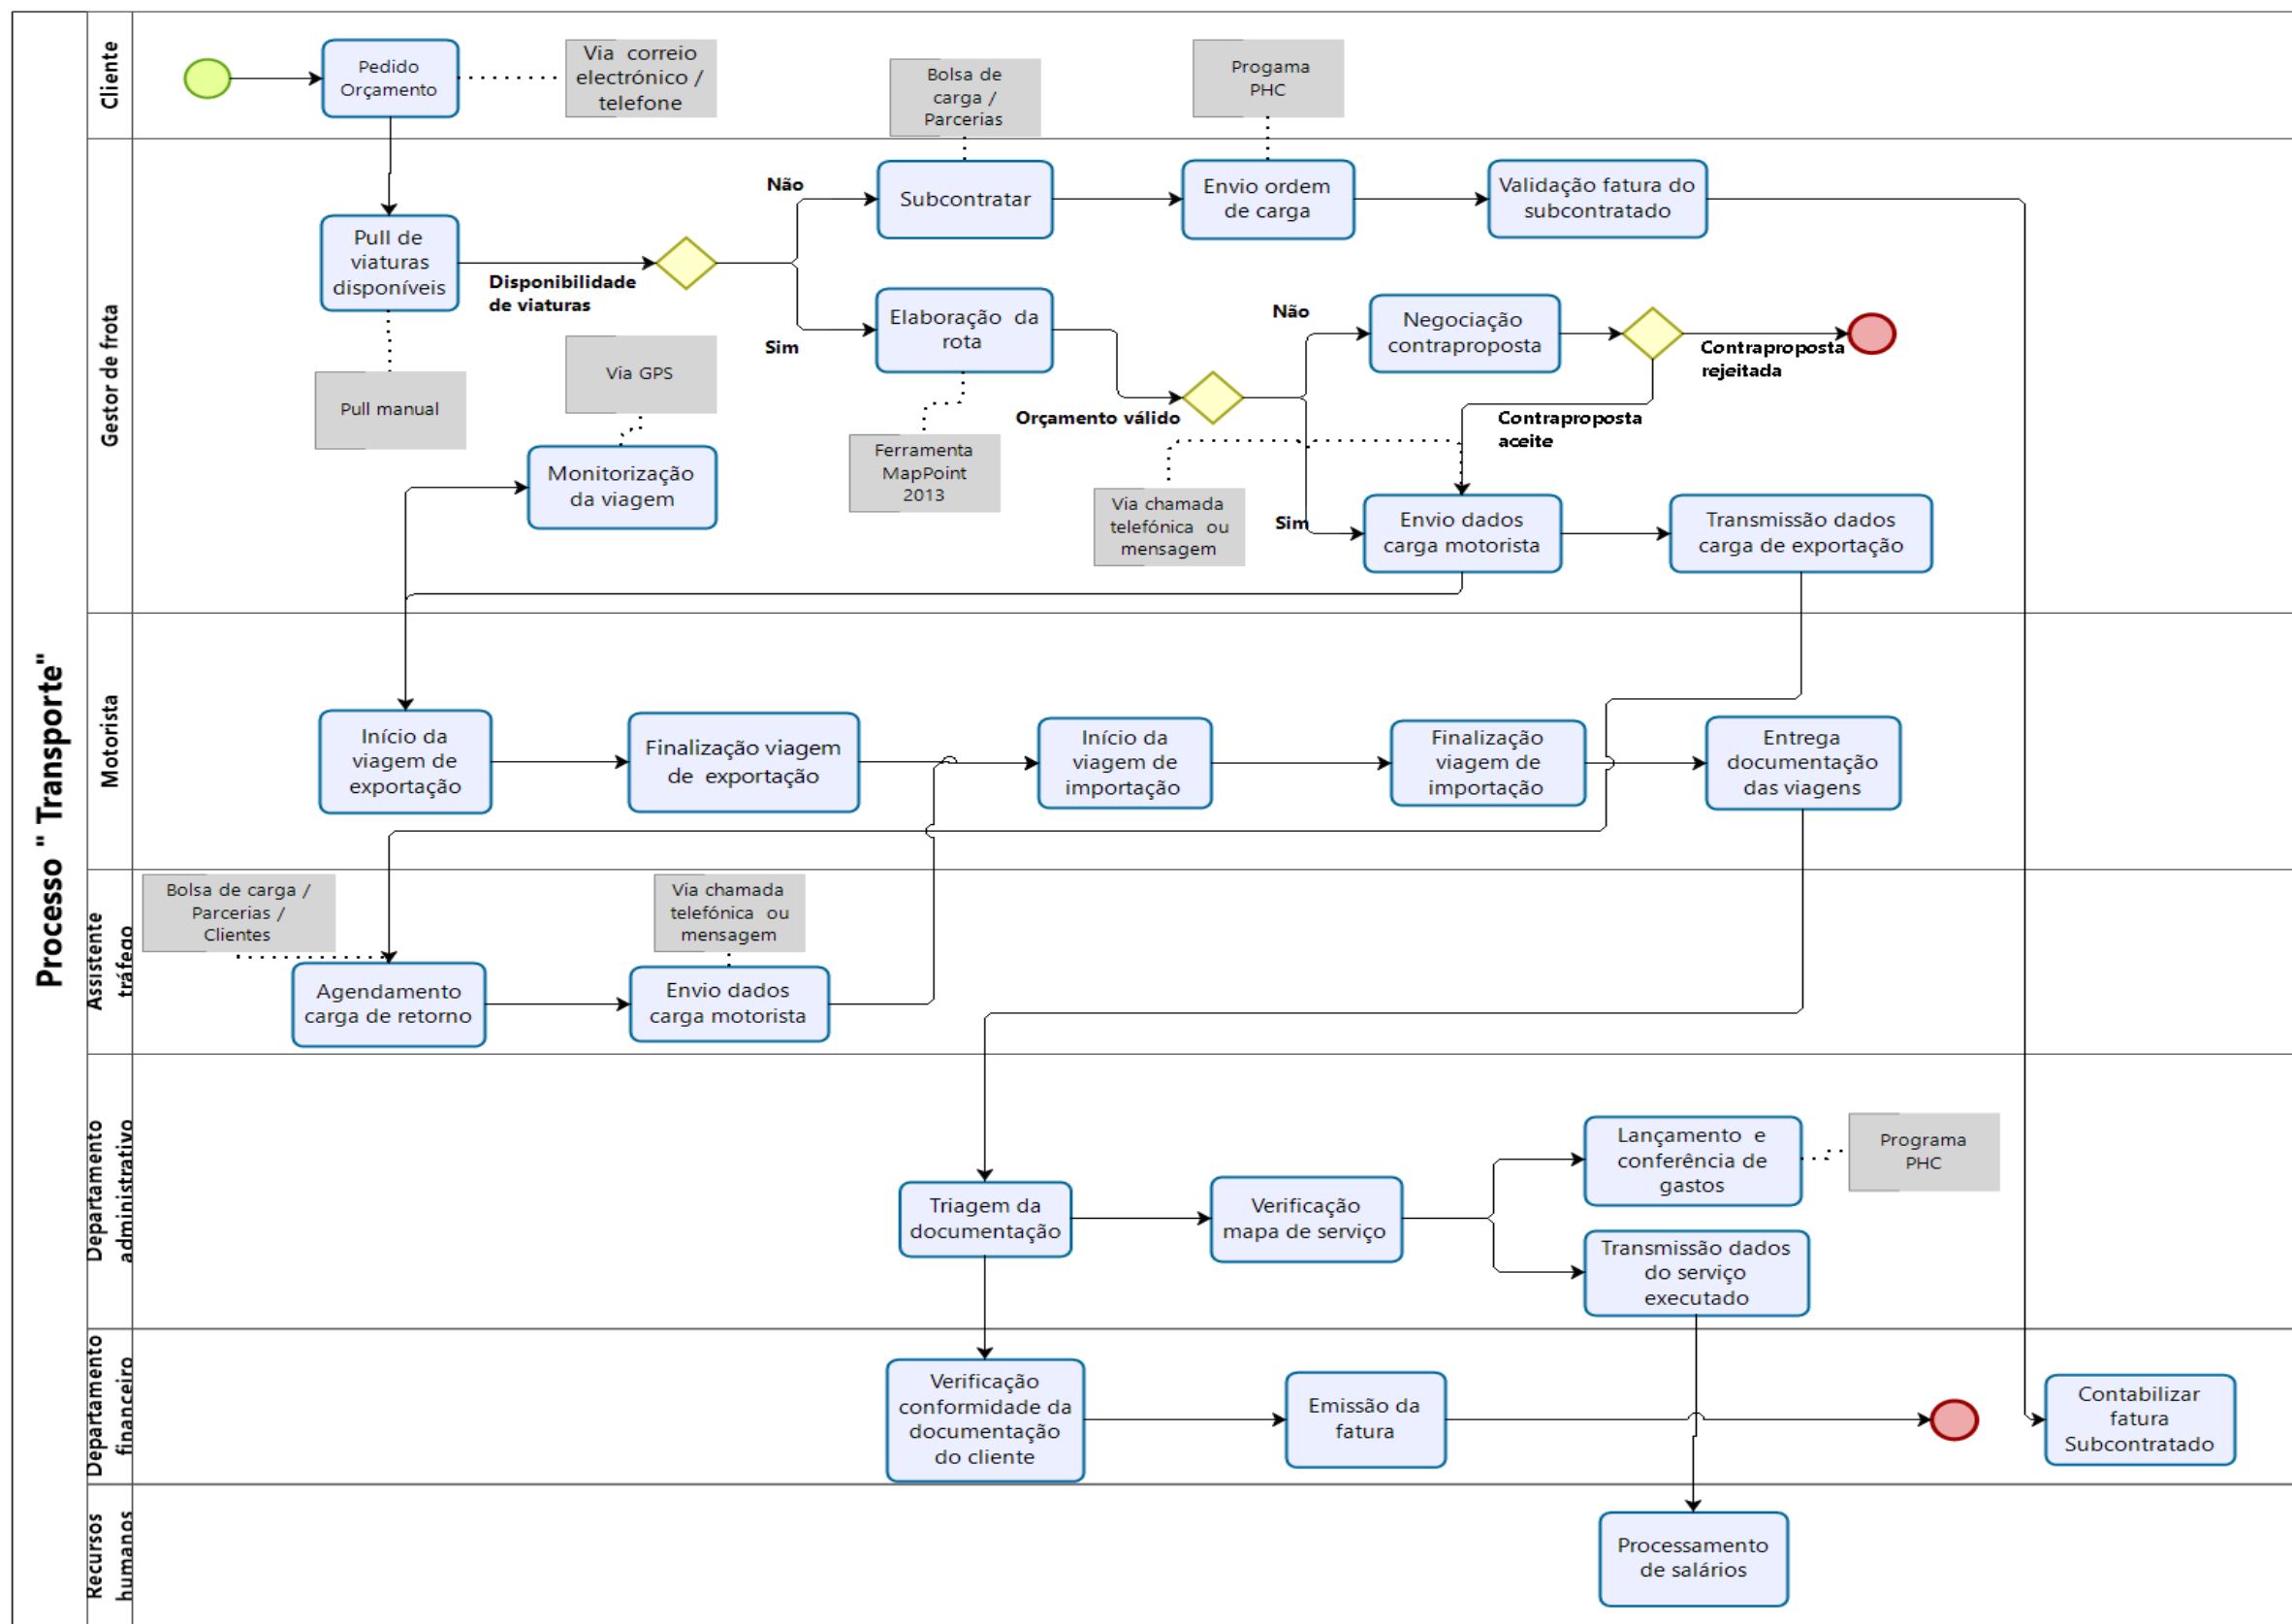 Processo " Transporte"
Cliente
Pedido
Orçamento
Via correio
electrónico /
telefone
Bolsa de
carga /
Parcerias
Progama
PHC
Gestor de frota
Pull de
viaturas
disponíveis
Disponibilidade
de viaturas
Não
Sim
Subcontratar
Envio ordem
de carga
Validação fatura do
subcontratado
Elaboração da
rota
Não
Negociação
contraproposta
Contraproposta
rejeitada
Contraproposta
aceite
Orçamento válido
Sim
Pull manual
Via GPS
Monitorização
da viagem
Ferramenta
MapPoint
2013
Via chamada
telefónica ou
mensagem
Envio dados
carga motorista
Transmissão dados
carga de exportação
Motorista
Início da
viagem de
exportação
Finalização viagem
de exportação
Início da
viagem de
importação
Finalização
viagem de
importação
Entrega
documentação
das viagens
Assistente
tráfego
Bolsa de carga /
Parcerias /
Clientes
Via chamada
telefónica ou
mensagem
Agendamento
carga de retorno
Envio dados
carga motorista
Departamento
administrativo
Triagem da
documentação
Verificação
mapa de serviço
Lançamento e
conferência de
gastos
Programa
PHC
Transmissão dados
do serviço
executado
Departamento
financeiro
Verificação
conformidade da
documentação
do cliente
Emissão da
fatura
Contabilizar
fatura
Subcontratado
Recursos
humanos
Processamento
de salários